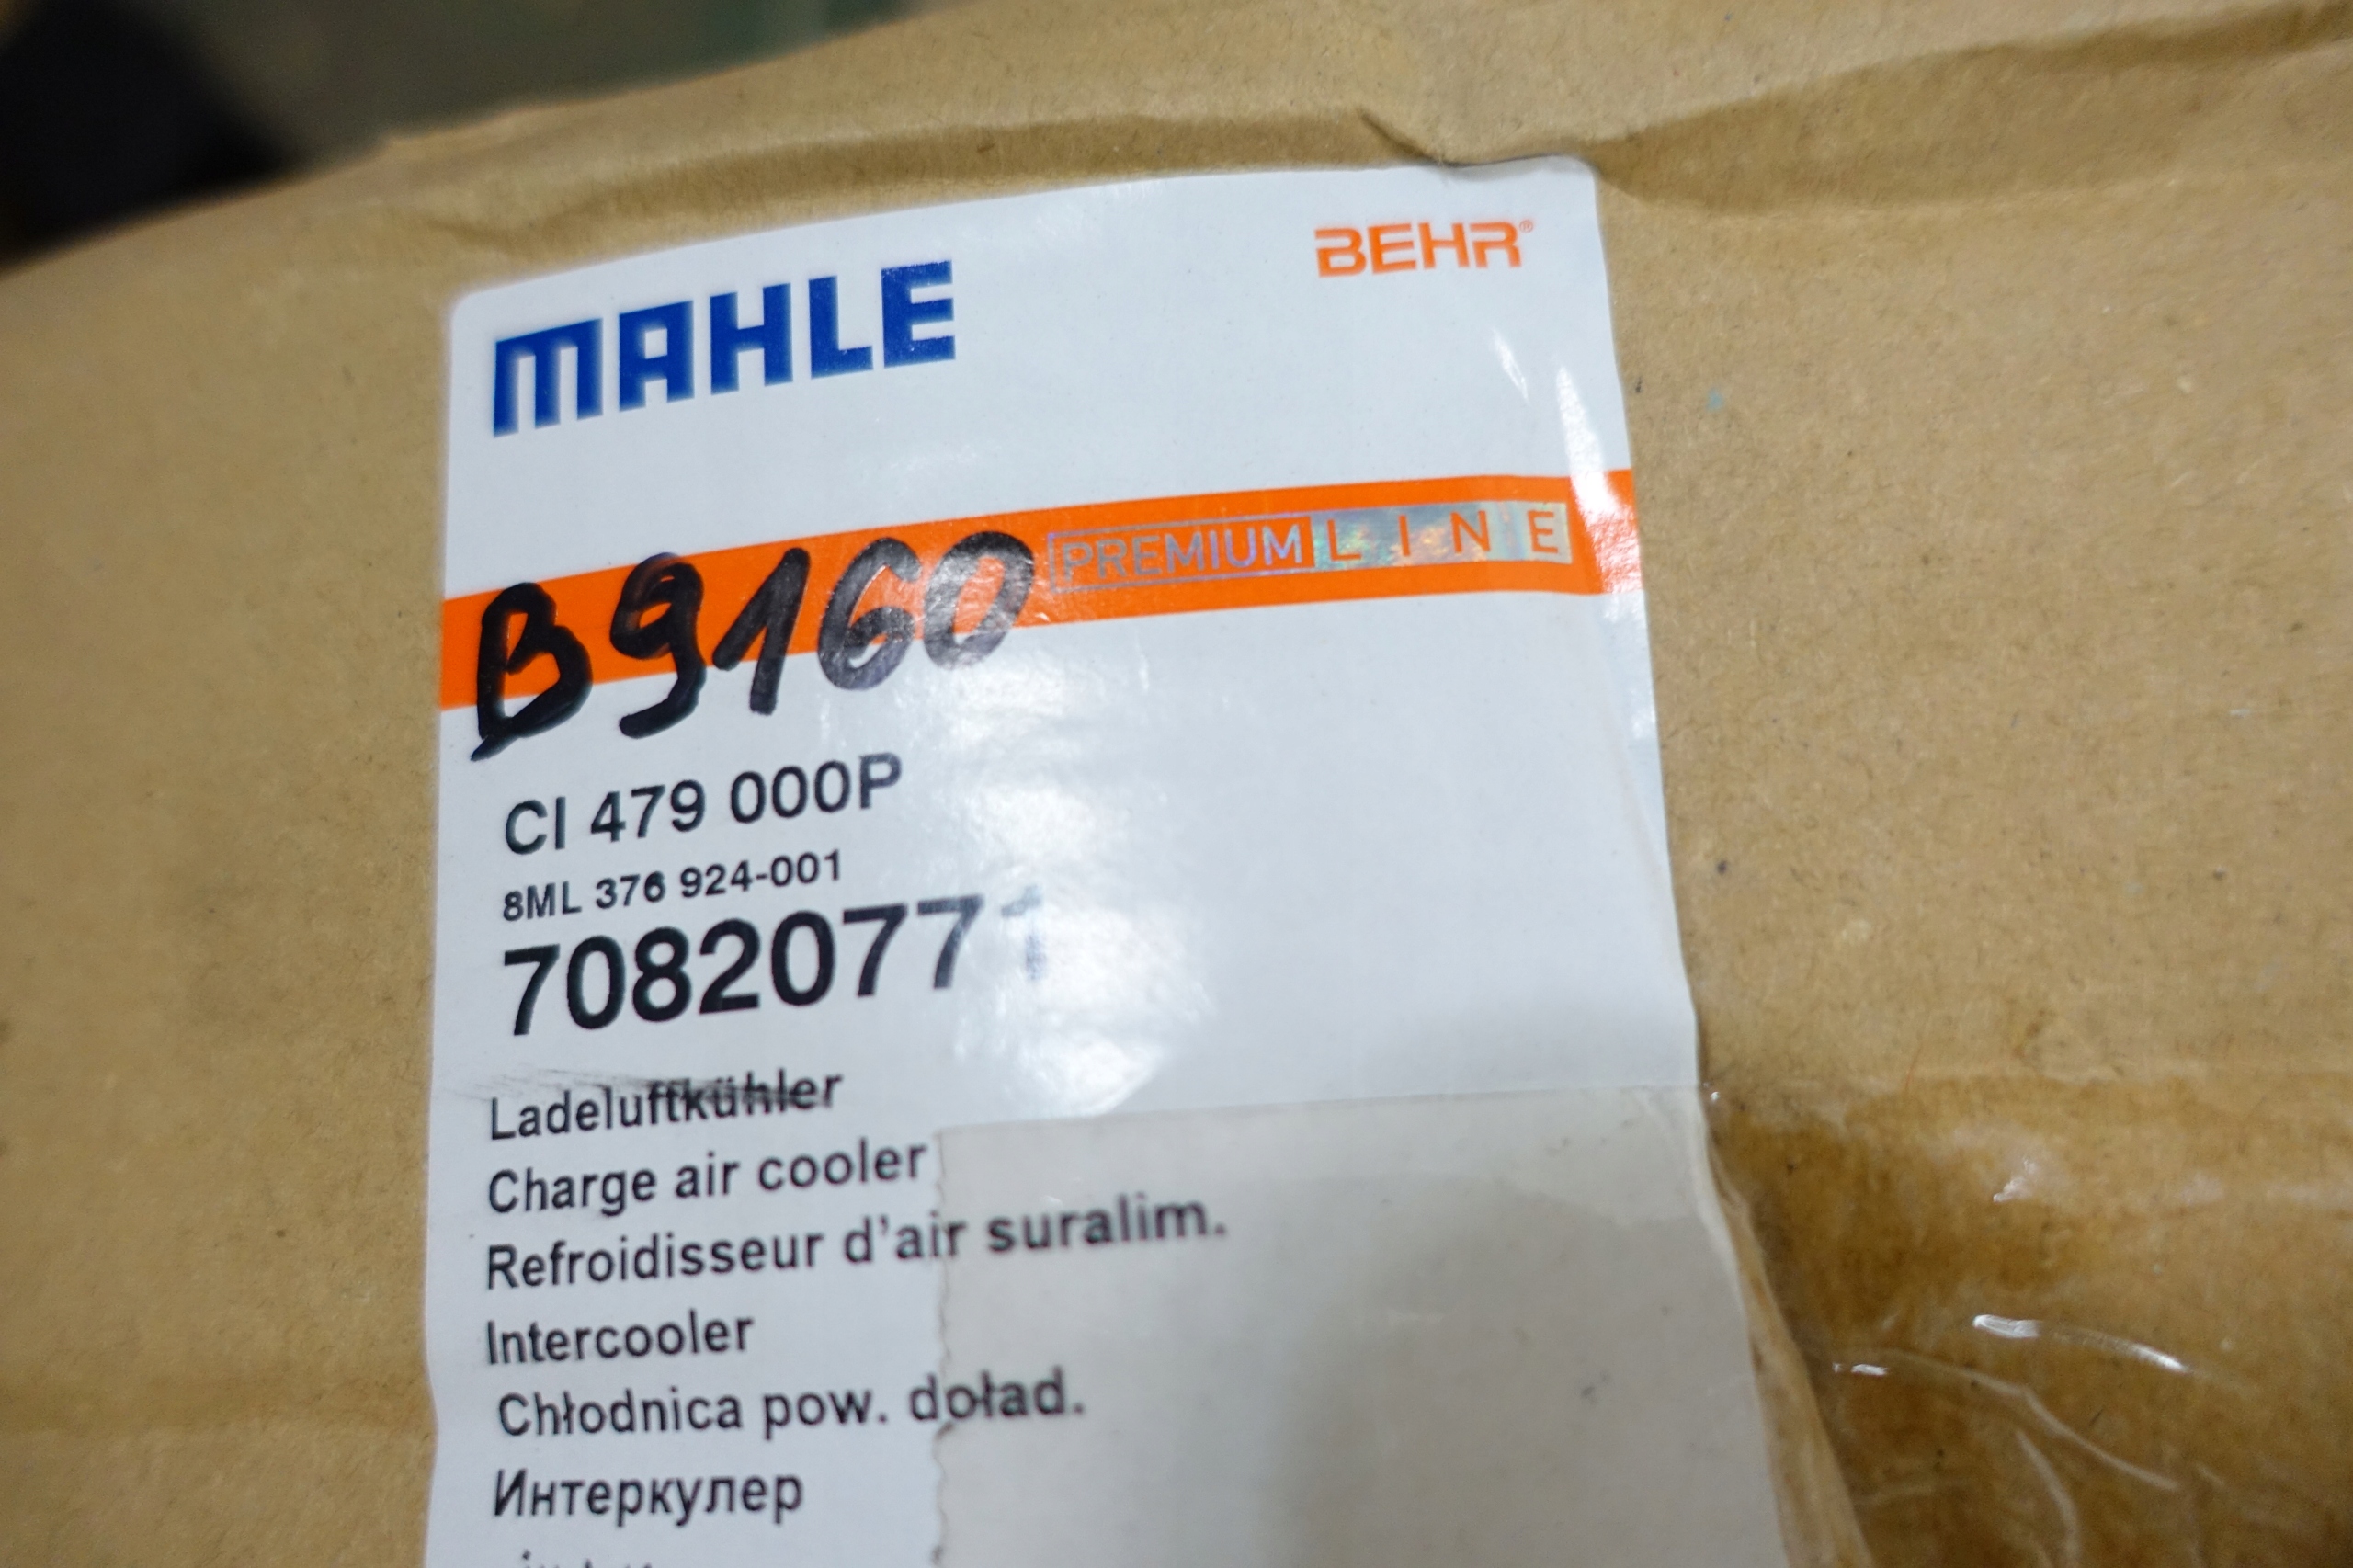 MAHLE
BEHR®
PREMIUM LINE
B9160
CI 479 000P
8ML 376 924-001
70820771
Ladeluftkühler
Charge air cooler
Refroidisseur d'air suralim.
Intercooler
Chłodnica pow. doład.
Интеркулер